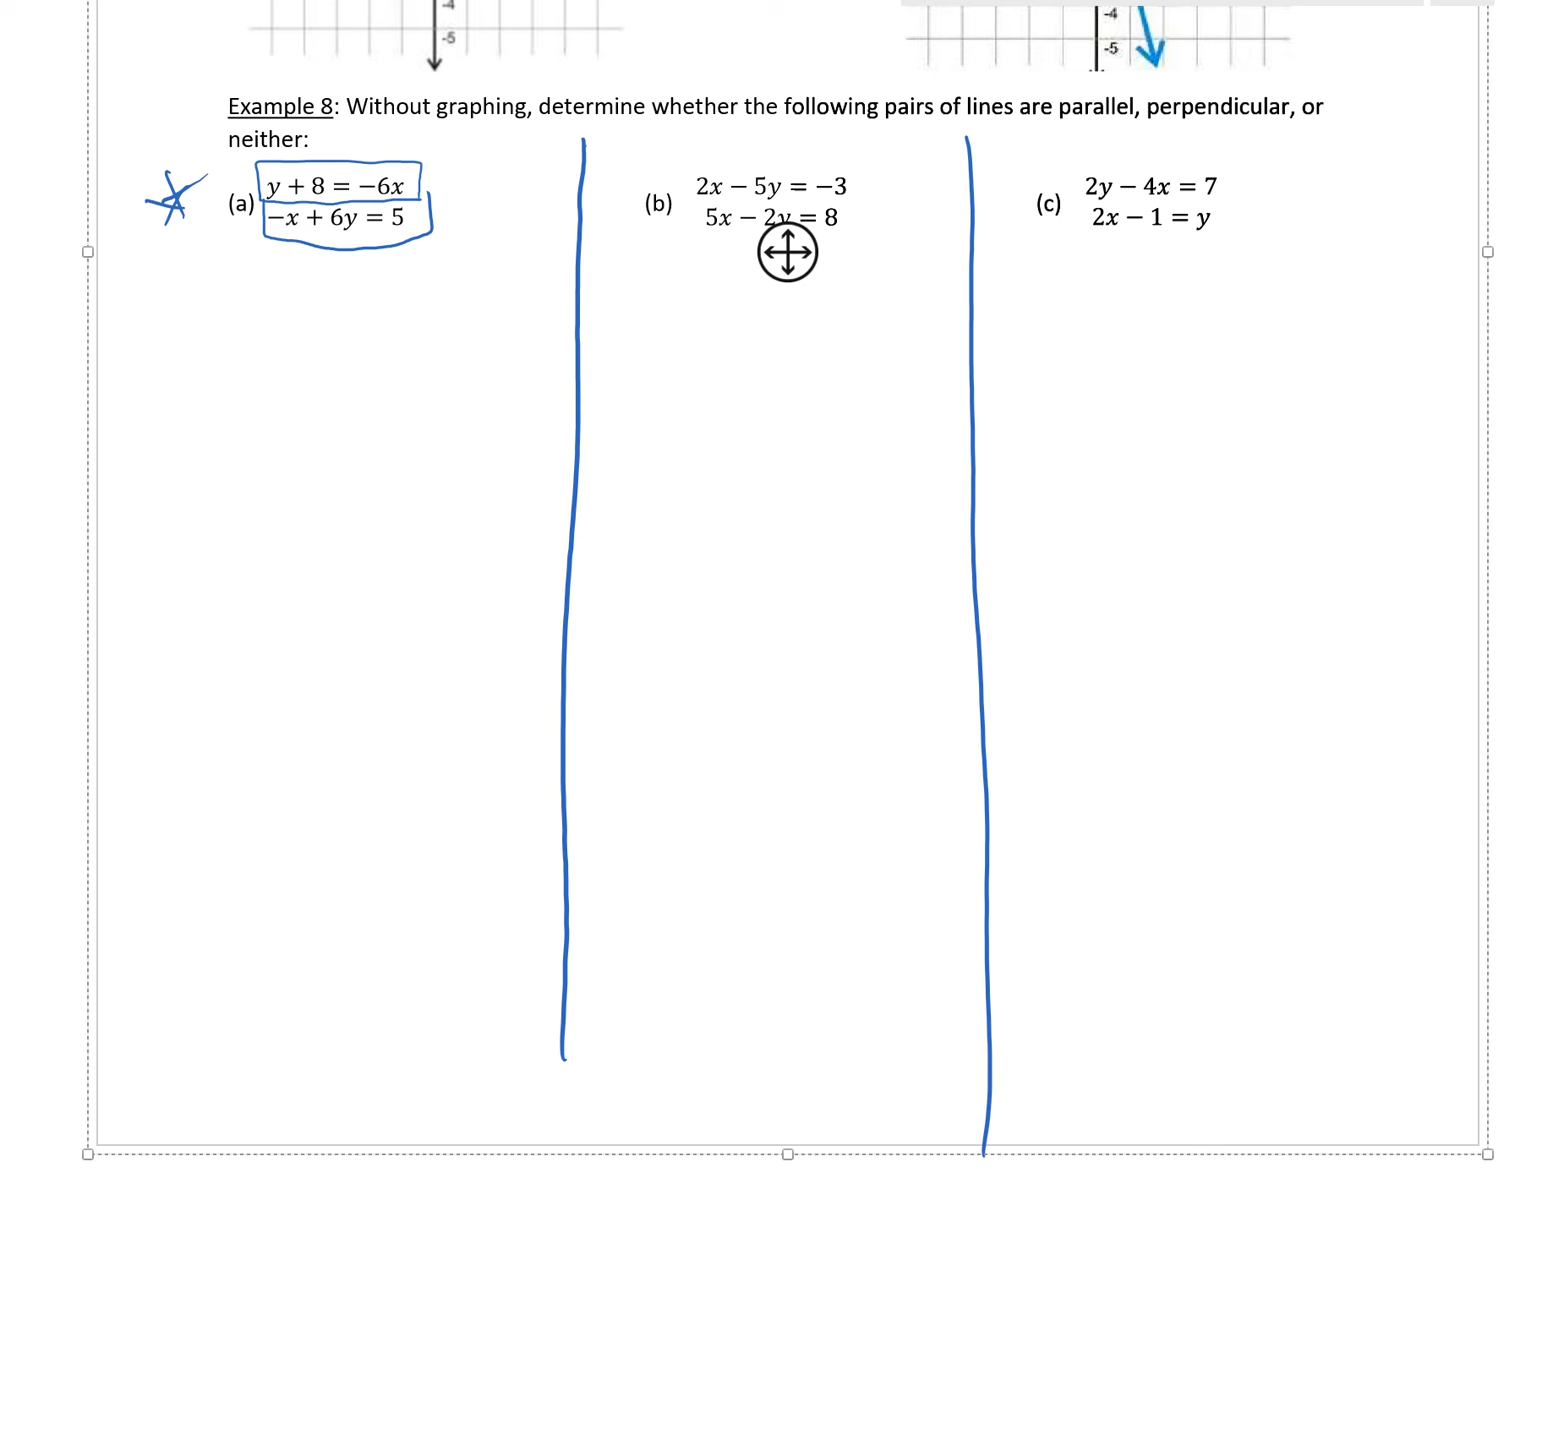 -4
-5
-4
-5
Example 8: Without graphing, determine whether the following pairs of lines are parallel, perpendicular, or
neither:
(a) y + 8 = −6x
−x + 6y = 5
(b) 2x − 5y = −3
5x − 2y = 8
(c) 2y − 4x = 7
2x − 1 = y